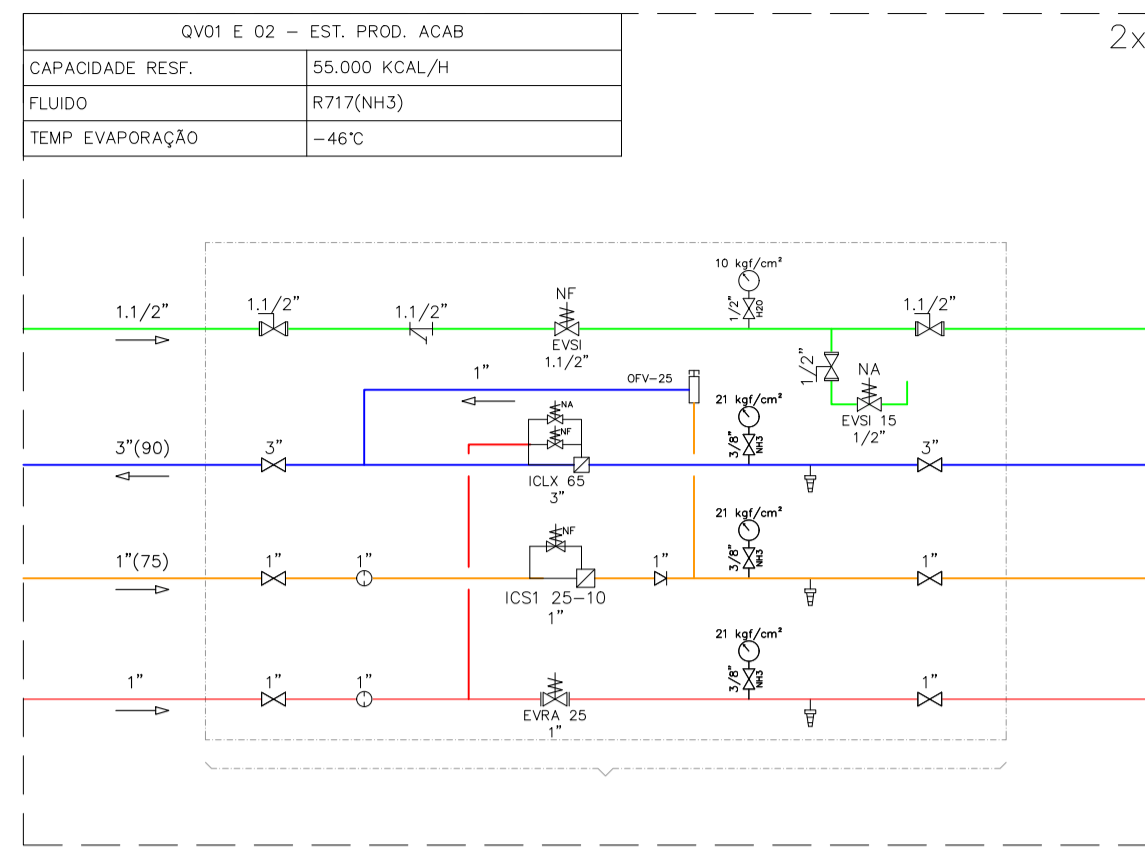 QV01 E 02 – EST. PROD. ACAB
2x
CAPACIDADE RESF. 55.000 KCAL/H
FLUIDO R717(NH3)
TEMP EVAPORAÇÃO –46°C
10 kgf/cm²
1.1/2" 1.1/2" 1.1/2" NF 1/2" H2O 1.1/2"
EVSI
1.1/2"
1/2"
NA
EVSI 15
1/2"
1" OFV–25
21 kgf/cm²
NA
NF
3"(90) 3" 3/8" NH3 3"
ICLX 65
3"
21 kgf/cm²
NF
1"(75) 1" 1" 1" 3/8" NH3 1"
ICS1 25–10
1"
21 kgf/cm²
1" 1" 1" 3/8" NH3 1"
EVRA 25
1"